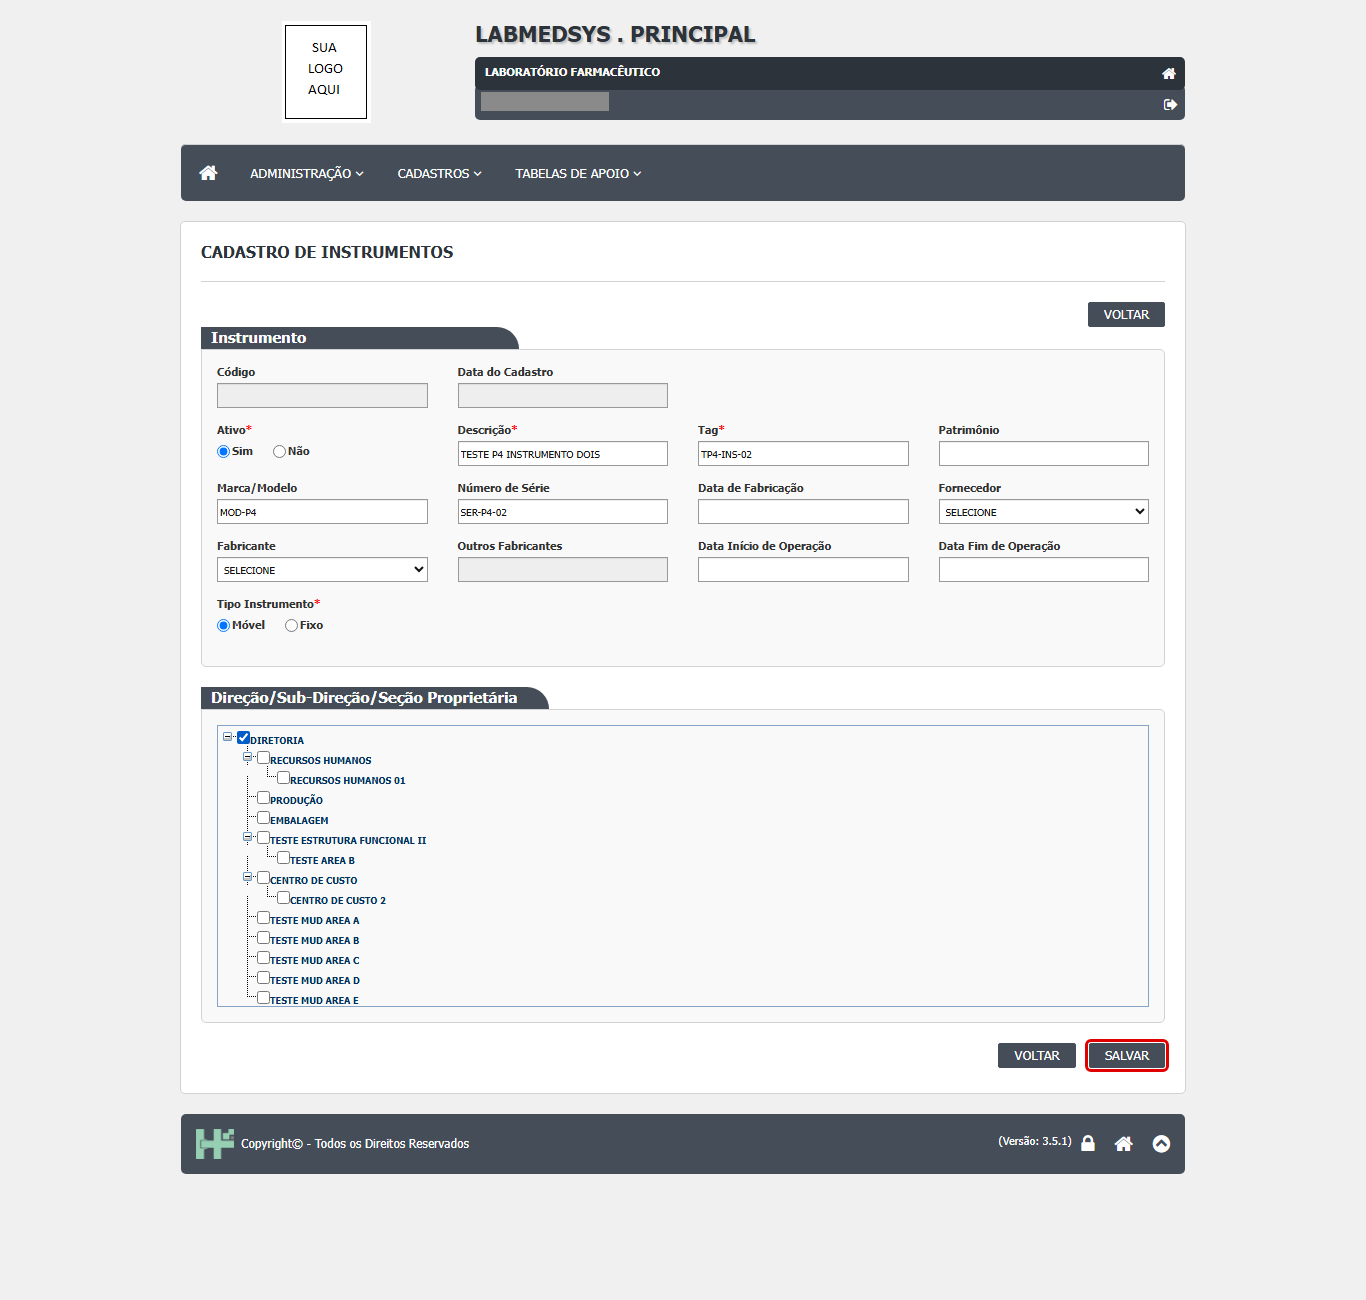 SUA
LOGO
AQUI
LABMEDSYS . PRINCIPAL
LABORATÓRIO FARMACÊUTICO
ADMINISTRAÇÃO CADASTROS TABELAS DE APOIO
CADASTRO DE INSTRUMENTOS
VOLTAR
Instrumento
Código Data do Cadastro
Ativo* Descrição* Tag* Patrimônio
Sim Não TESTE P4 INSTRUMENTO DOIS TP4-INS-02
Marca/Modelo Número de Série Data de Fabricação Fornecedor
MOD-P4 SER-P4-02 SELECIONE
Fabricante Outros Fabricantes Data Início de Operação Data Fim de Operação
SELECIONE
Tipo Instrumento*
Móvel Fixo
Direção/Sub-Direção/Seção Proprietária
DIRETORIA
RECURSOS HUMANOS
RECURSOS HUMANOS 01
PRODUÇÃO
EMBALAGEM
TESTE ESTRUTURA FUNCIONAL II
TESTE AREA B
CENTRO DE CUSTO
CENTRO DE CUSTO 2
TESTE MUD AREA A
TESTE MUD AREA B
TESTE MUD AREA C
TESTE MUD AREA D
TESTE MUD AREA E
VOLTAR SALVAR
Copyright© - Todos os Direitos Reservados (Versão: 3.5.1)